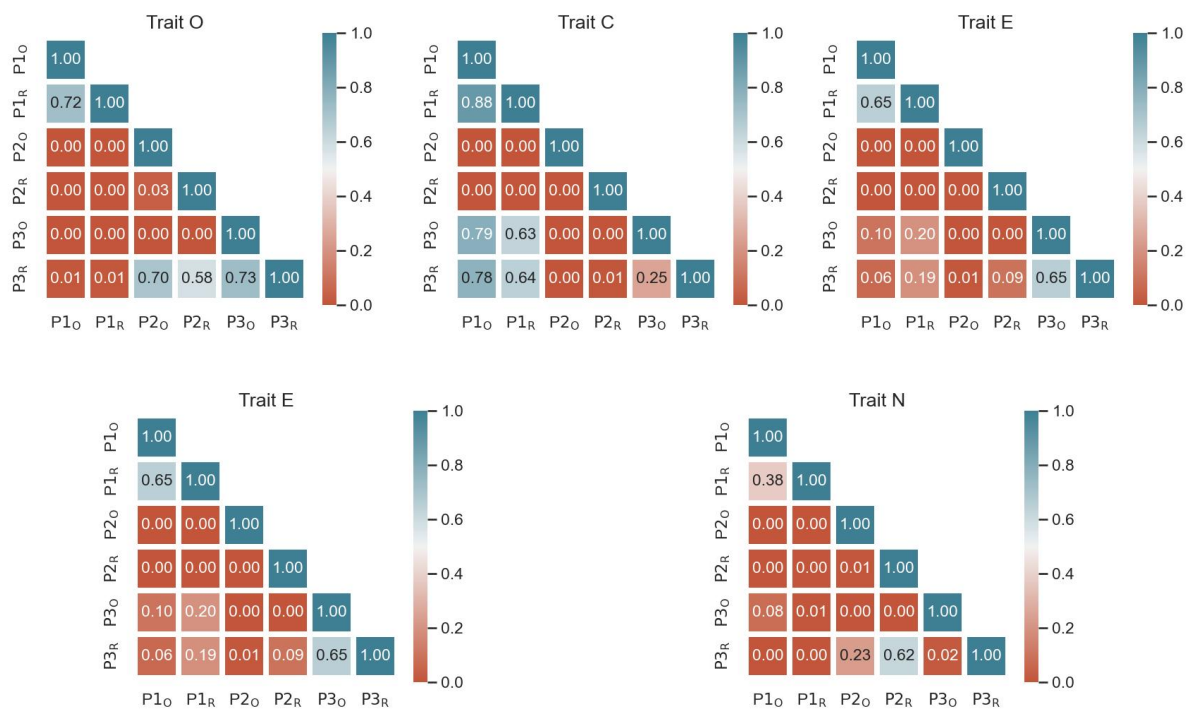 Trait O
P1O 1.00 1.0
P1R 0.72 1.00 0.8
P2O 0.00 0.00 1.00 0.6
P2R 0.00 0.00 0.03 1.00 0.4
P3O 0.00 0.00 0.00 0.00 1.00 0.2
P3R 0.01 0.01 0.70 0.58 0.73 1.00 0.0
P1O P1R P2O P2R P3O P3R
Trait C
P1O 1.00 1.0
P1R 0.88 1.00 0.8
P2O 0.00 0.00 1.00 0.6
P2R 0.00 0.00 0.00 1.00 0.4
P3O 0.79 0.63 0.00 0.00 1.00 0.2
P3R 0.78 0.64 0.00 0.01 0.25 1.00 0.0
P1O P1R P2O P2R P3O P3R
Trait E
P1O 1.00 1.0
P1R 0.65 1.00 0.8
P2O 0.00 0.00 1.00 0.6
P2R 0.00 0.00 0.00 1.00 0.4
P3O 0.10 0.20 0.00 0.00 1.00 0.2
P3R 0.06 0.19 0.01 0.09 0.65 1.00 0.0
P1O P1R P2O P2R P3O P3R
Trait E
P1O 1.00 1.0
P1R 0.65 1.00 0.8
P2O 0.00 0.00 1.00 0.6
P2R 0.00 0.00 0.00 1.00 0.4
P3O 0.10 0.20 0.00 0.00 1.00 0.2
P3R 0.06 0.19 0.01 0.09 0.65 1.00 0.0
P1O P1R P2O P2R P3O P3R
Trait N
P1O 1.00 1.0
P1R 0.38 1.00 0.8
P2O 0.00 0.00 1.00 0.6
P2R 0.00 0.00 0.01 1.00 0.4
P3O 0.08 0.01 0.00 0.00 1.00 0.2
P3R 0.00 0.00 0.23 0.62 0.02 1.00 0.0
P1O P1R P2O P2R P3O P3R